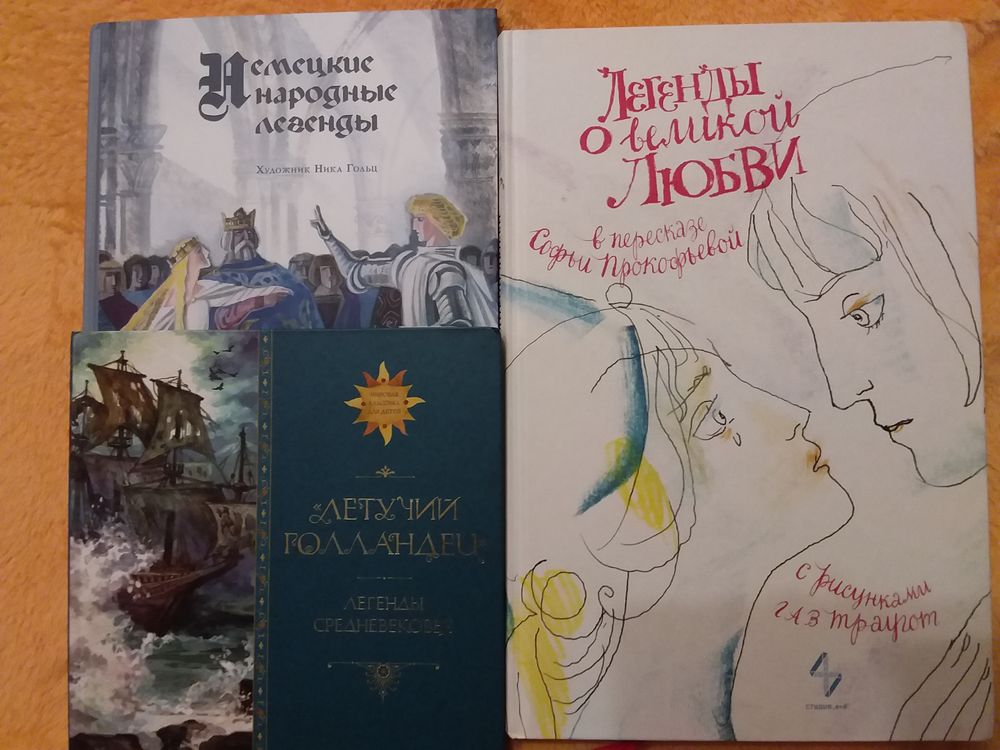 Немецкие
народные
легенды
Художник Ника Гольц
Легенды
о великой
Любви
в пересказе
Софьи Прокофьевой
с рисунками
Г А В Траугот
МИРОВАЯ
КЛАССИКА
ДЛЯ ДЕТЕЙ
«ЛЕТУЧИЙ
ГОЛЛАНДЕЦ»
ЛЕГЕНДЫ
СРЕДНЕВЕКОВЬЯ